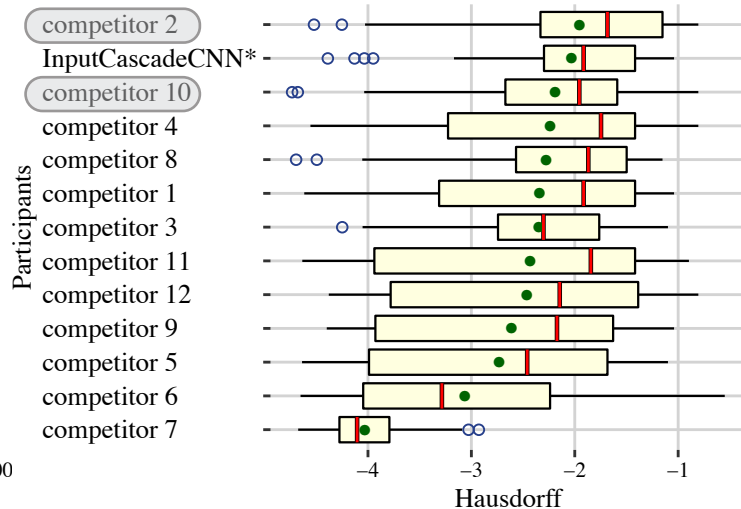 competitor 2
InputCascadeCNN*
competitor 10
competitor 4
competitor 8
competitor 1
competitor 3
competitor 11
competitor 12
competitor 9
competitor 5
competitor 6
competitor 7
Participants
−4 −3 −2 −1
Hausdorff